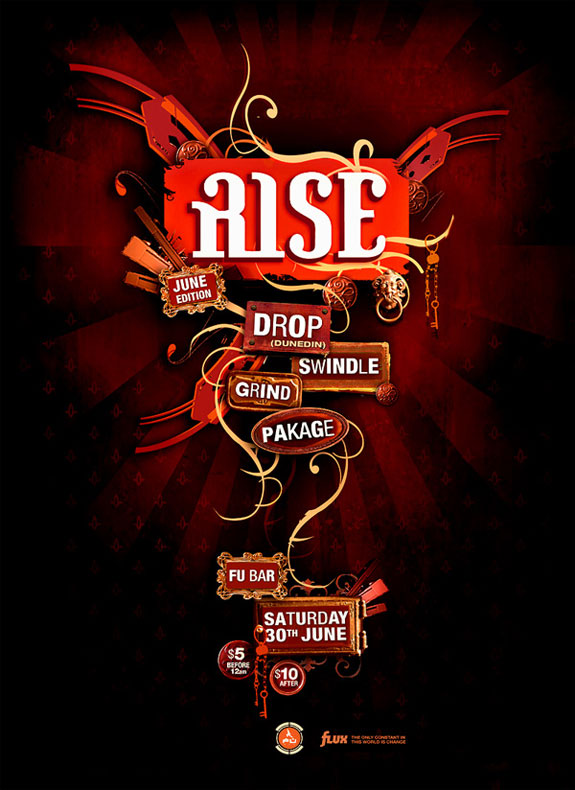 RISE
JUNE
EDITION
DROP
(DUNEDIN)
SWINDLE
GRIND
PAKAGE
FU BAR
SATURDAY
30TH JUNE
$5
BEFORE
12am
$10
AFTER
flux
THE ONLY CONSTANT IN
THIS WORLD IS CHANGE